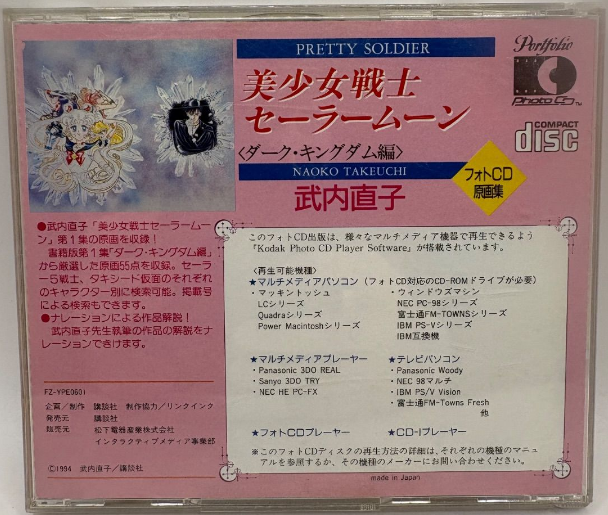 PRETTY SOLDIER
美少女戦士
セーラームーン
〈ダーク・キングダム編〉
NAOKO TAKEUCHI
武内直子
Portfolio
Photo CD™
COMPACT
disc
フォトCD
原画集
●武内直子「美少女戦士セーラームーン」第1集の原画を収録!
書籍版第1集「ダーク・キングダム編」
から厳選した原画55点を収録。セーラ
ー5戦士、タキシード仮面のそれぞれ
のキャラクター別に検索可能。掲載号
による検索もできます。
●ナレーションによる作品解説!
武内直子先生執筆の作品の解説をナ
レーションできけます。
FZ-YPE0601
企画/制作 講談社 制作協力/リンクインク
発売元 講談社
販売元 松下電器産業株式会社
インタラクティブメディア事業部
©1994 武内直子/講談社
このフォトCD出版は、様々なマルチメディア機器で再生できるよう
「Kodak Photo CD Player Software」が搭載されています。
〈再生可能機種〉
★マルチメディアパソコン(フォトCD対応のCD-ROMドライブが必要)
・マッキントッシュ
LCシリーズ
Quadraシリーズ
Power Macintoshシリーズ
・ウィンドウズマシン
NEC PC-98シリーズ
富士通FM-TOWNSシリーズ
IBM PS-Vシリーズ
IBM互換機
★マルチメディアプレーヤー
・Panasonic 3DO REAL
・Sanyo 3DO TRY
・NEC HE PC-FX
★テレビパソコン
・Panasonic Woody
・NEC 98マルチ
・IBM PS/V Vision
・富士通FM-Towns Fresh
他
★フォトCDプレーヤー
★CD-Iプレーヤー
※このフォトCDディスクの再生方法の詳細は、それぞれの機種のマニュ
アルを参照するか、その機種のメーカーにお問い合わせください。
made in Japan